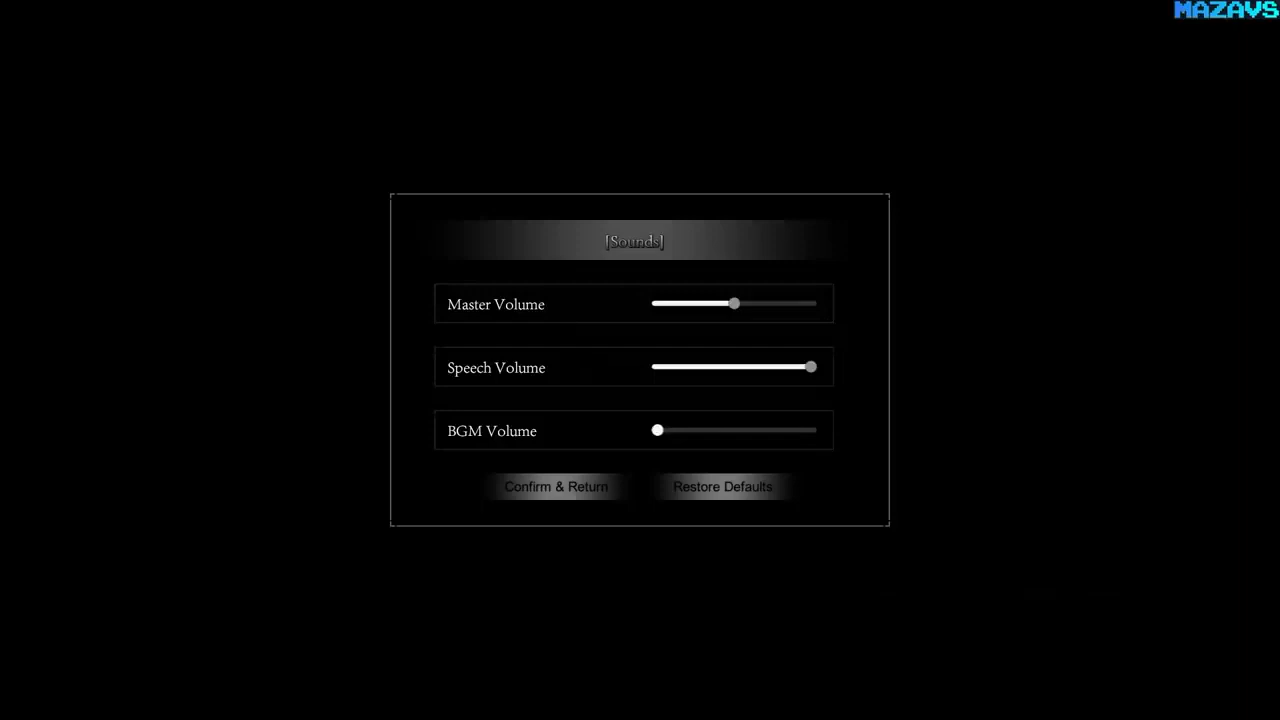 MAZAVS
[Sounds]
Master Volume
Speech Volume
BGM Volume
Confirm & Return
Restore Defaults